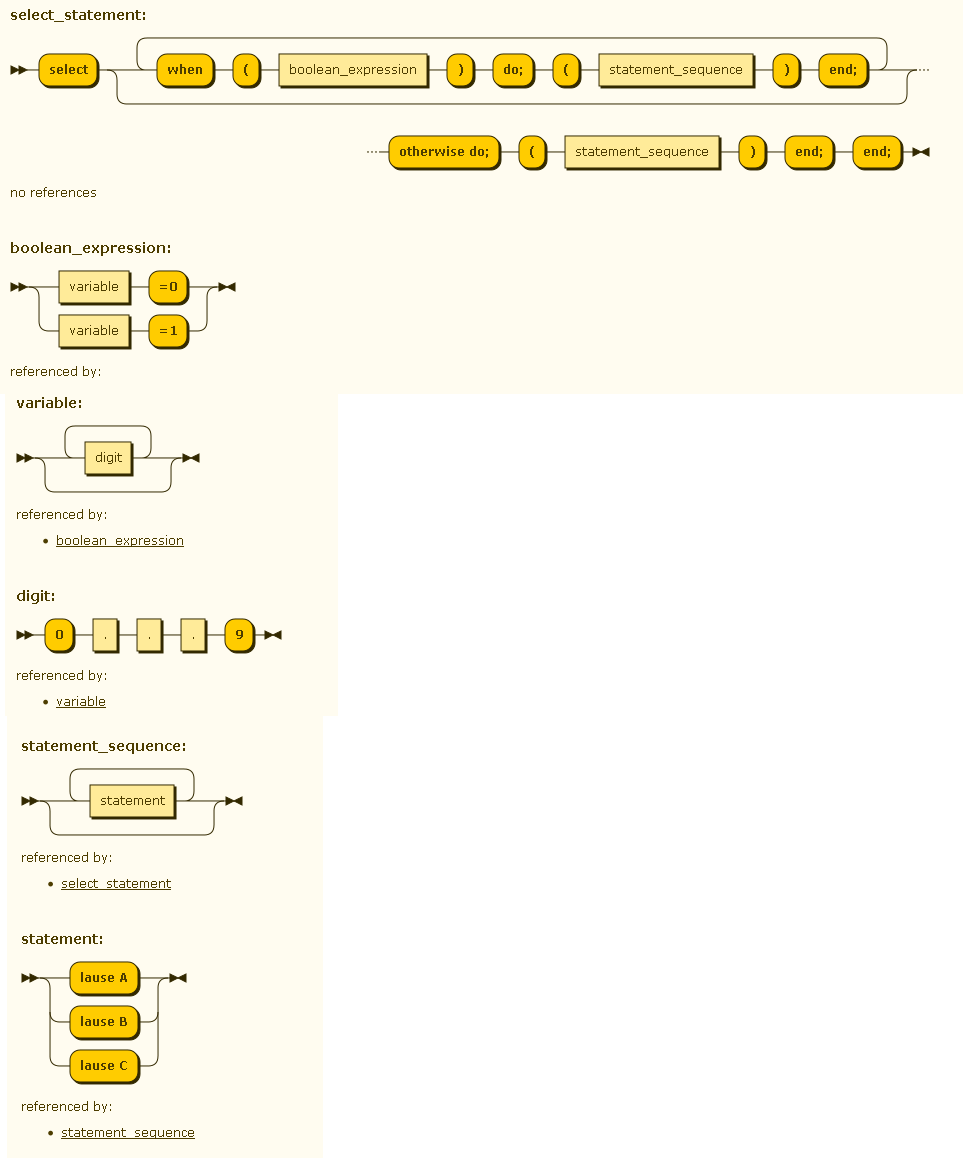 select_statement:
select when ( boolean_expression ) do; ( statement_sequence ) end;
otherwise do; ( statement_sequence ) end; end;
no references
boolean_expression:
variable =0
variable =1
referenced by:
variable:
digit
referenced by:
• boolean_expression
digit:
0 . . . 9
referenced by:
• variable
statement_sequence:
statement
referenced by:
• select_statement
statement:
lause A
lause B
lause C
referenced by:
• statement_sequence